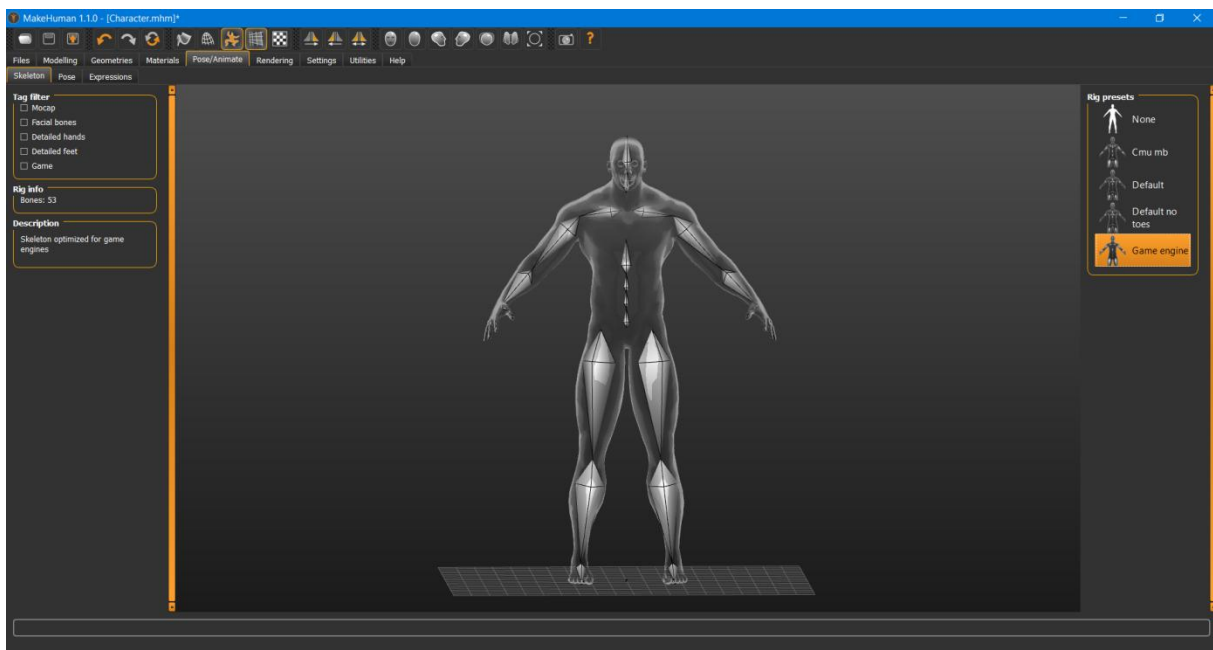 MakeHuman 1.1.0 - [Character.mhm]*
?
Files Modelling Geometries Materials Pose/Animate Rendering Settings Utilities Help
Skeleton Pose Expressions
Tag filter
Mocap
Facial bones
Detailed hands
Detailed feet
Game
Rig info
Bones: 53
Description
Skeleton optimized for game
engines
Rig presets
None
Cmu mb
Default
Default no
toes
Game engine